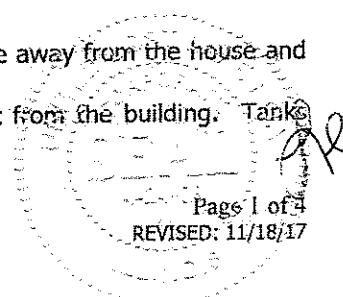 e away from the house and
from the building. Tanks
Page 1 of 4
REVISED: 11/18/17